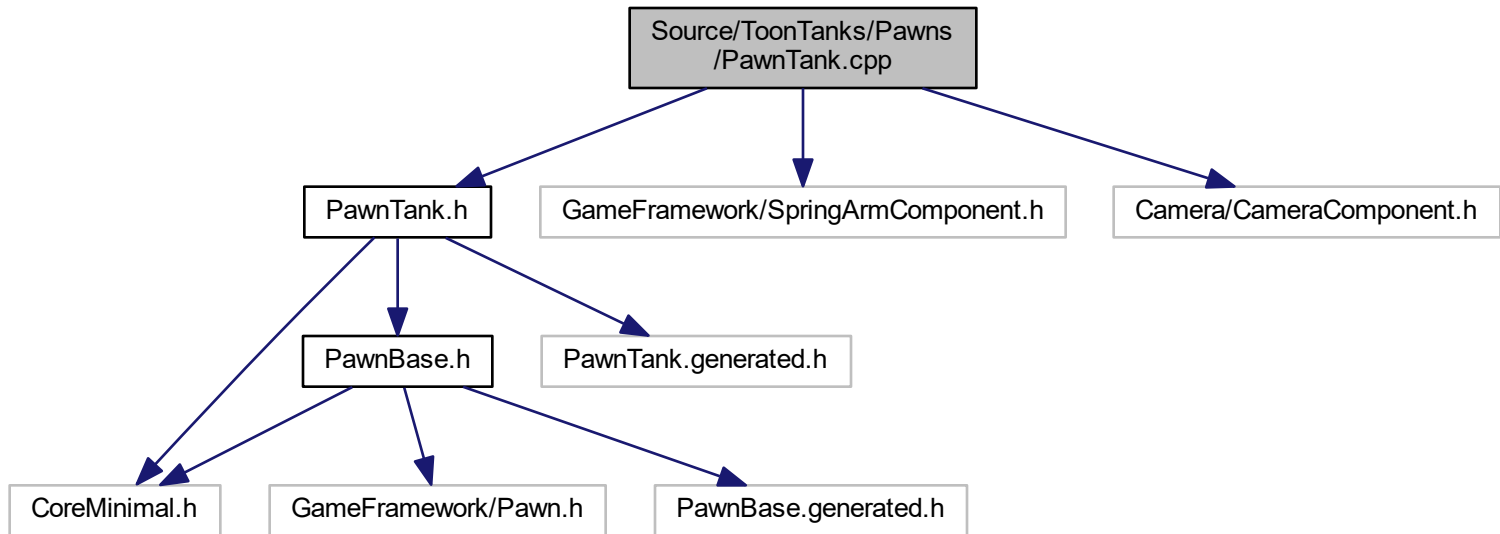 Source/ToonTanks/Pawns
/PawnTank.cpp
PawnTank.h
GameFramework/SpringArmComponent.h
Camera/CameraComponent.h
PawnBase.h
PawnTank.generated.h
CoreMinimal.h
GameFramework/Pawn.h
PawnBase.generated.h